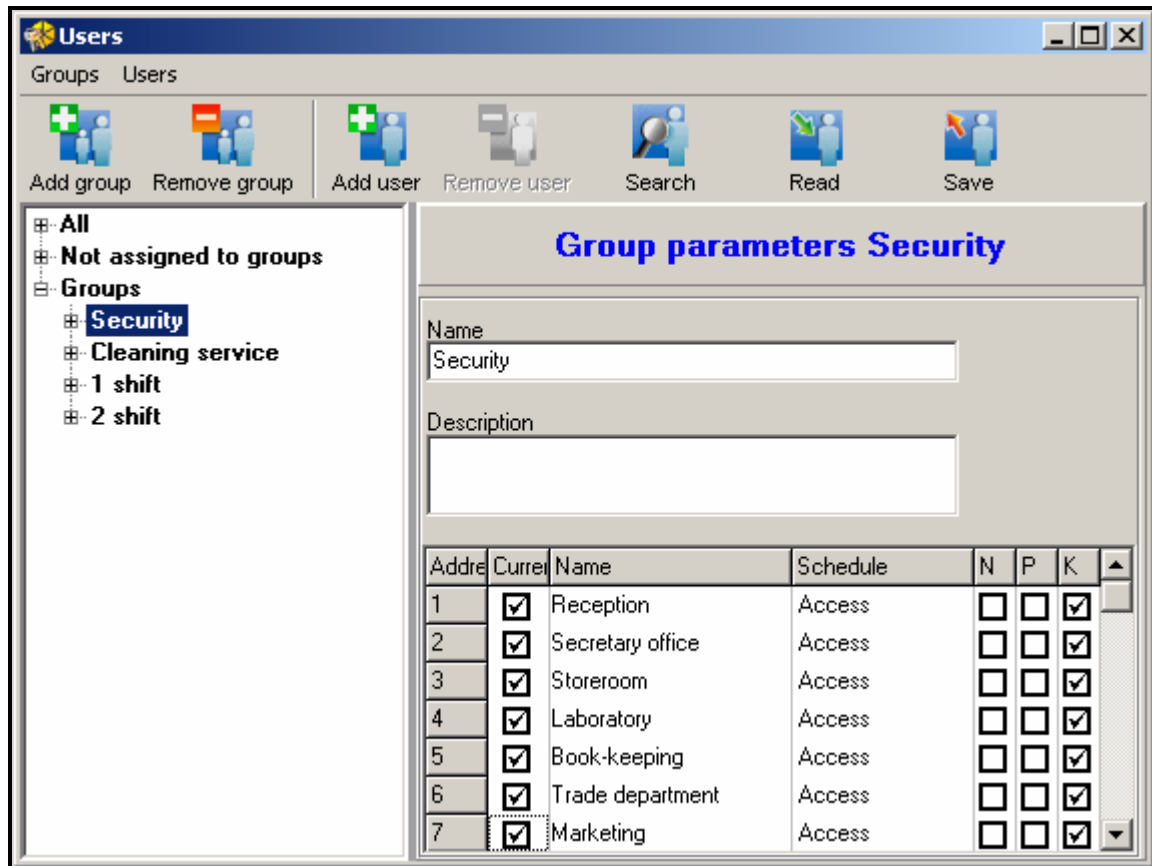 Users
Groups Users
Add group Remove group Add user Remove user Search Read Save
All
Not assigned to groups
Groups
Security
Cleaning service
1 shift
2 shift
Group parameters Security
Name
Security
Description
Addre Currer Name Schedule N P K
1 Reception Access
2 Secretary office Access
3 Storeroom Access
4 Laboratory Access
5 Book-keeping Access
6 Trade department Access
7 Marketing Access